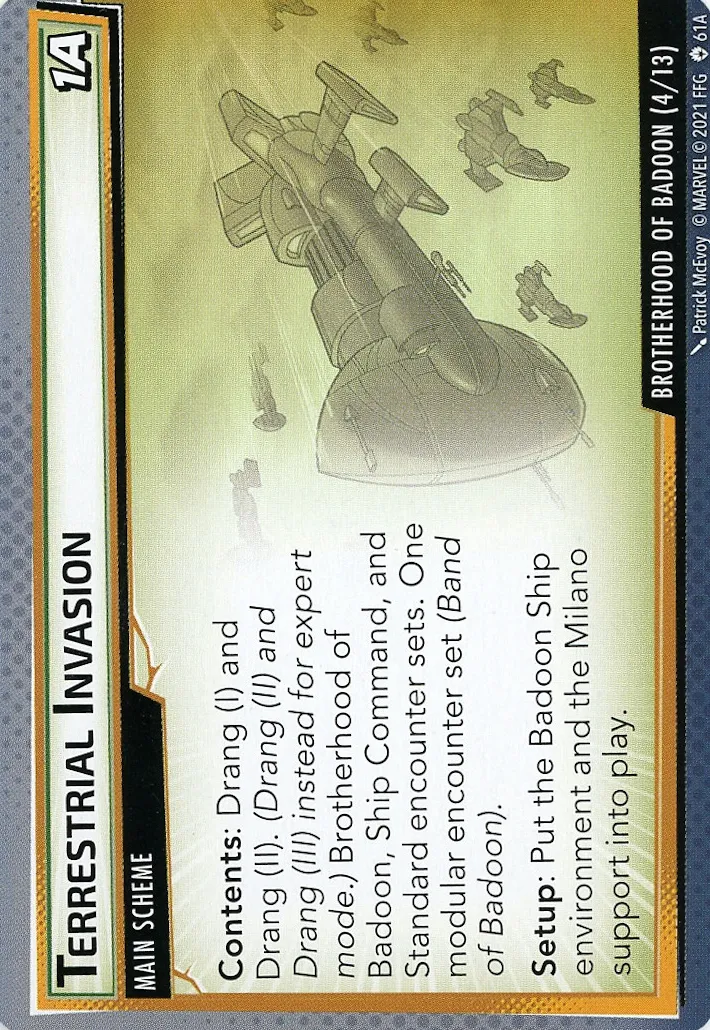 TERRESTRIAL INVASION
1A
MAIN SCHEME
Contents: Drang (I) and
Drang (II). (Drang (II) and
Drang (III) instead for expert
mode.) Brotherhood of
Badoon, Ship Command, and
Standard encounter sets. One
modular encounter set (Band
of Badoon).
Setup: Put the Badoon Ship
environment and the Milano
support into play.
BROTHERHOOD OF BADOON (4/13)
Patrick McEvoy © MARVEL © 2021 FFG 61A